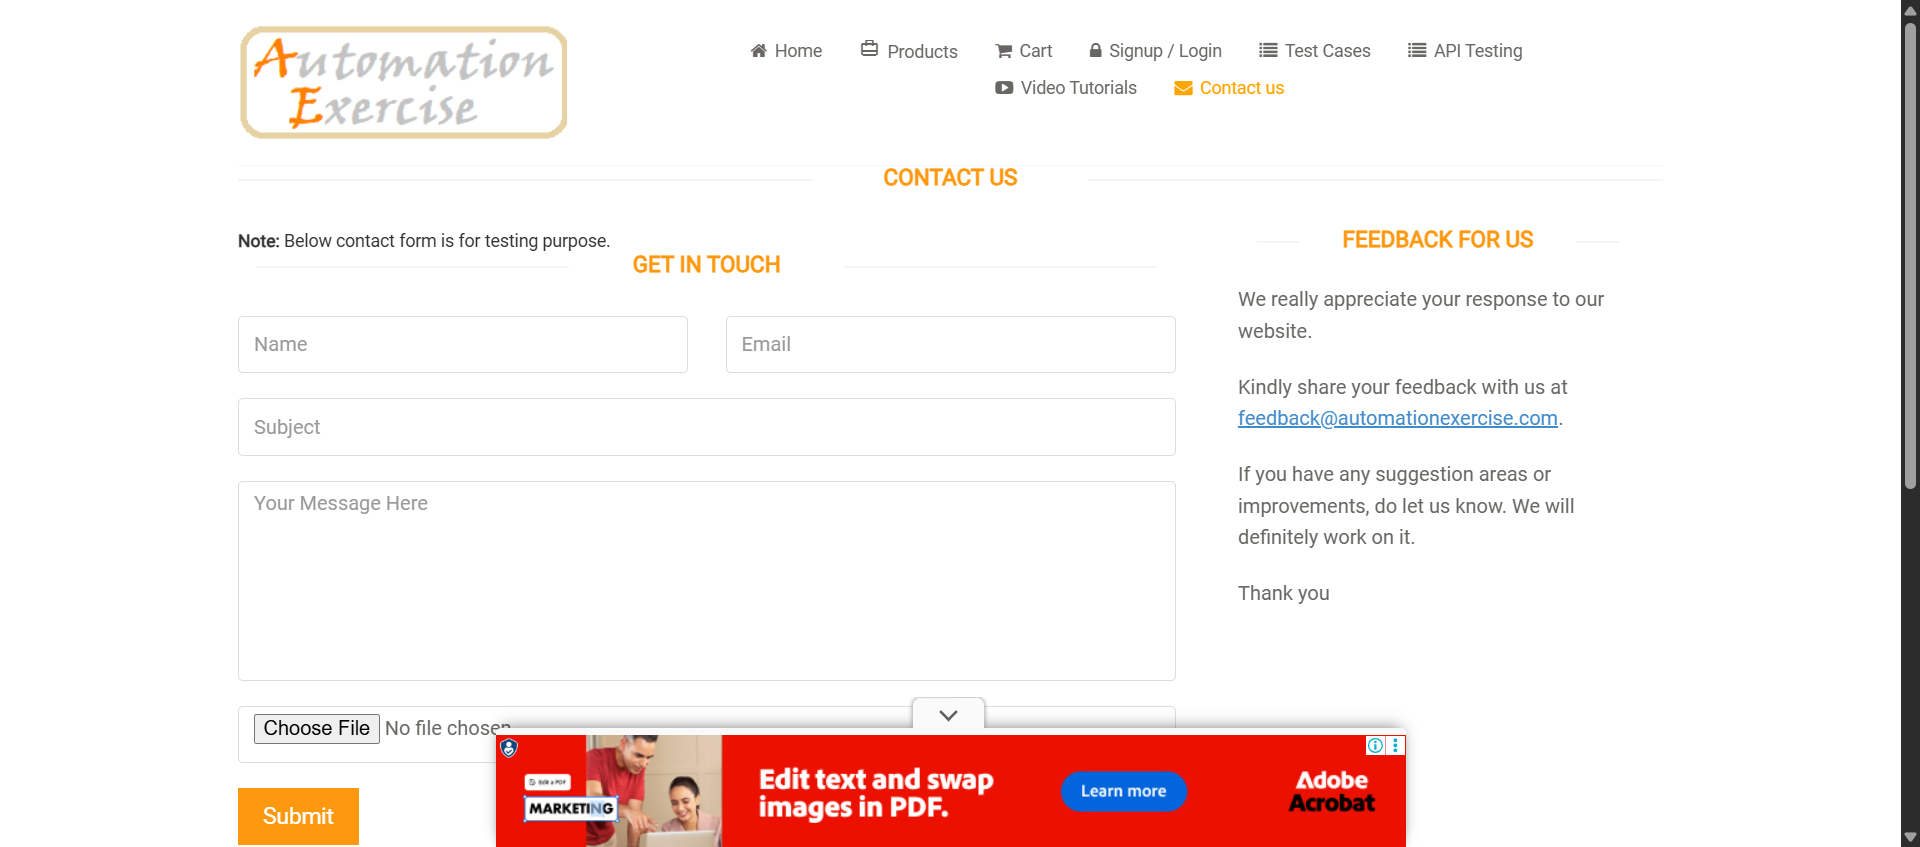 Automation
Exercise
Home
Products
Cart
Signup / Login
Test Cases
API Testing
Video Tutorials
Contact us
CONTACT US
Note: Below contact form is for testing purpose.
GET IN TOUCH
Name
Email
Subject
Your Message Here
Choose File No file chosen
Submit
FEEDBACK FOR US
We really appreciate your response to our
website.
Kindly share your feedback with us at
feedback@automationexercise.com.
If you have any suggestion areas or
improvements, do let us know. We will
definitely work on it.
Thank you
Edit a PDF
MARKETING
Edit text and swap
images in PDF.
Learn more
Adobe
Acrobat